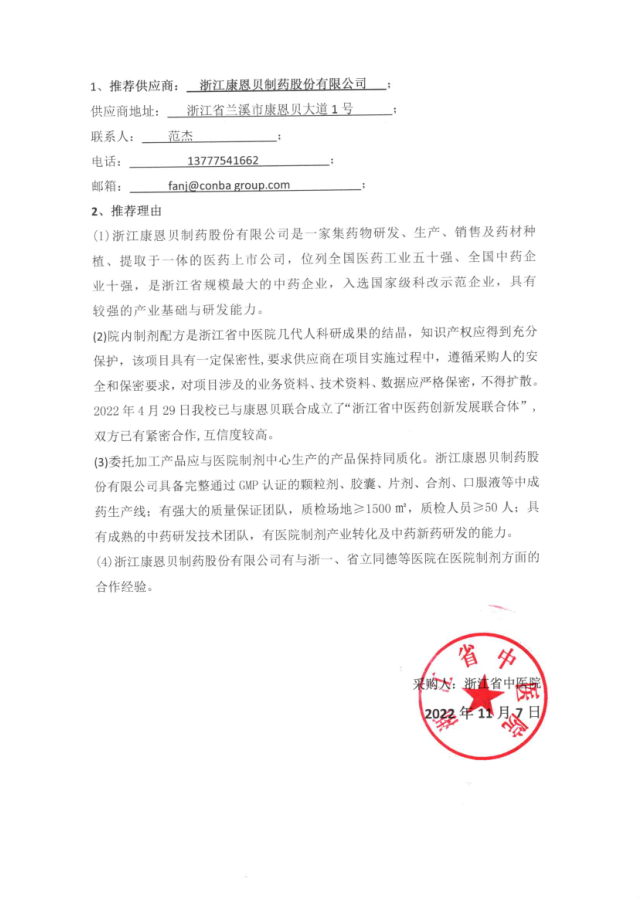 1、推荐供应商： 浙江康恩贝制药股份有限公司 ；
供应商地址： 浙江省兰溪市康恩贝大道 1 号 ；
联系人： 范杰 ；
电话： 13777541662 ；
邮箱： fanj@conba group.com ；
2、推荐理由
(1)浙江康恩贝制药股份有限公司是一家集药物研发、生产、销售及药材种
植、提取于一体的医药上市公司，位列全国医药工业五十强、全国中药企
业十强，是浙江省规模最大的中药企业，入选国家级科改示范企业，具有
较强的产业基础与研发能力。
(2)院内制剂配方是浙江省中医院几代人科研成果的结晶，知识产权应得到充分
保护，该项目具有一定保密性,要求供应商在项目实施过程中，遵循采购人的安
全和保密要求，对项目涉及的业务资料、技术资料、数据应严格保密，不得扩散。
2022 年 4 月 29 日我校已与康恩贝联合成立了“浙江省中医药创新发展联合体”，
双方已有紧密合作,互信度较高。
(3)委托加工产品应与医院制剂中心生产的产品保持同质化。浙江康恩贝制药股
份有限公司具备完整通过 GMP 认证的颗粒剂、胶囊、片剂、合剂、口服液等中成
药生产线；有强大的质量保证团队，质检场地≥1500 ㎡，质检人员≥50 人；具
有成熟的中药研发技术团队，有医院制剂产业转化及中药新药研发的能力。
(4)浙江康恩贝制药股份有限公司有与浙一、省立同德等医院在医院制剂方面的
合作经验。
采购人：浙江省中医院
2022 年 11 月 7 日
浙江省中医院